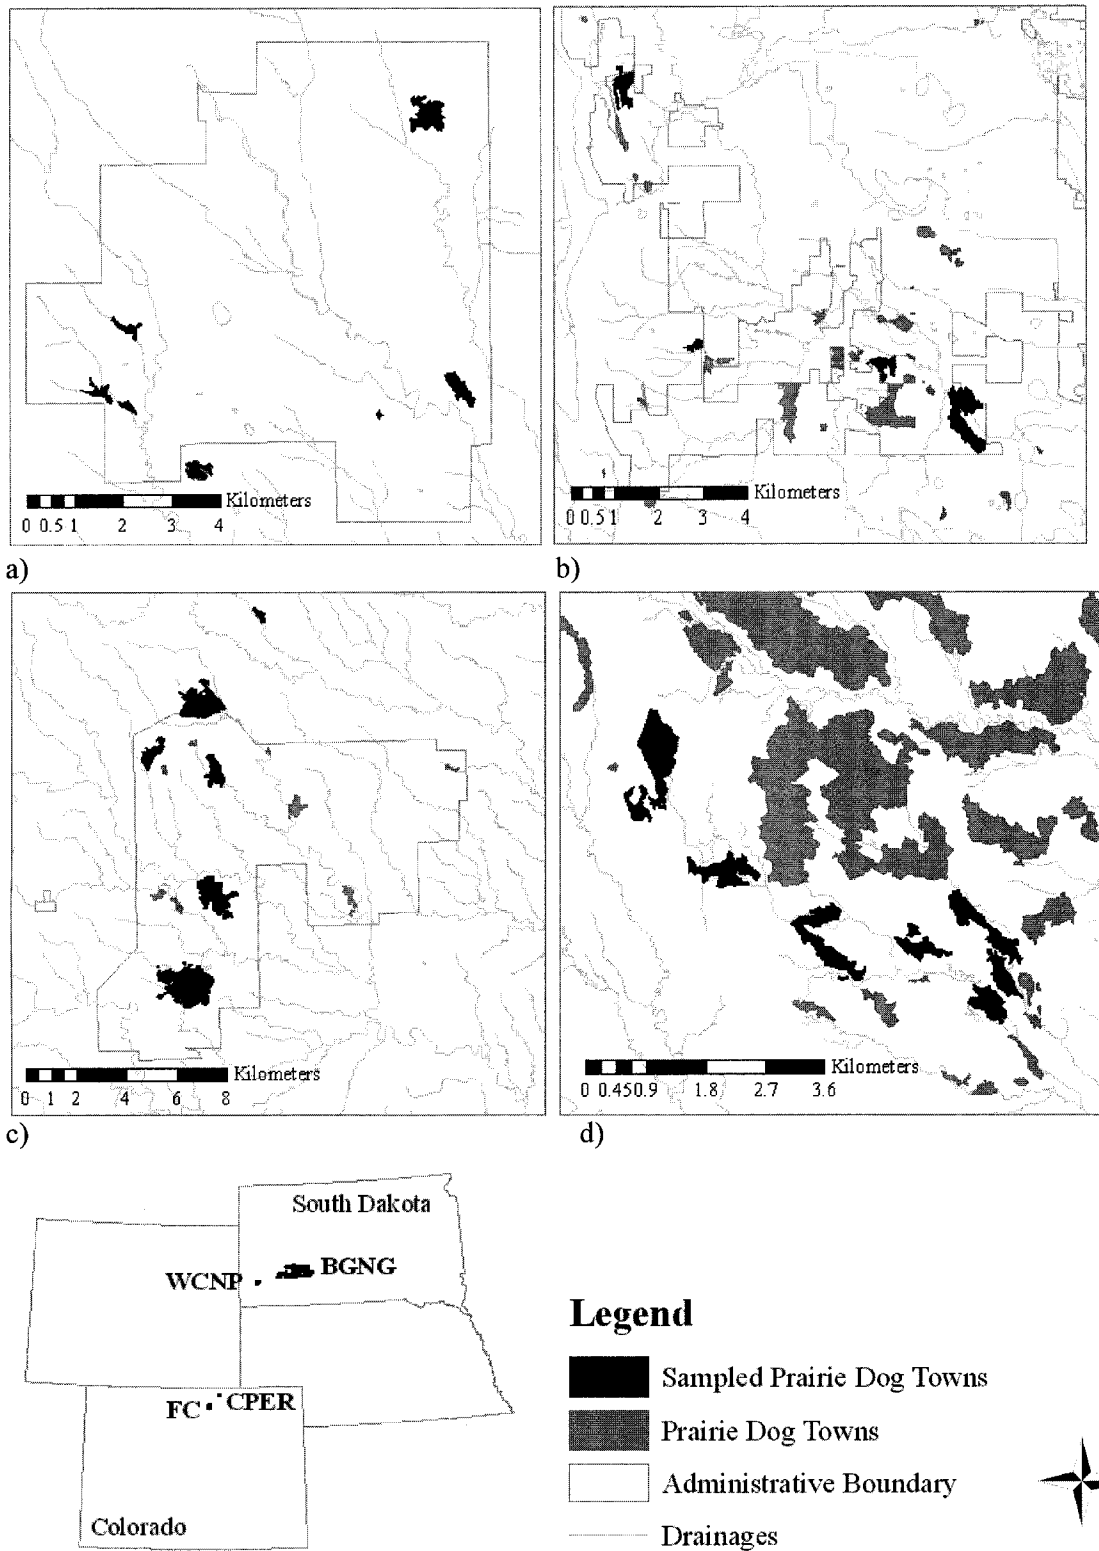 Kilometers
0 0.5 1 2 3 4
Kilometers
0 0.5 1 2 3 4
a)
b)
Kilometers
0 1 2 4 6 8
Kilometers
0 0.45 0.9 1.8 2.7 3.6
c)
d)
South Dakota
WCNP
BGNG
FC
CPER
Colorado
Legend
Sampled Prairie Dog Towns
Prairie Dog Towns
Administrative Boundary
Drainages